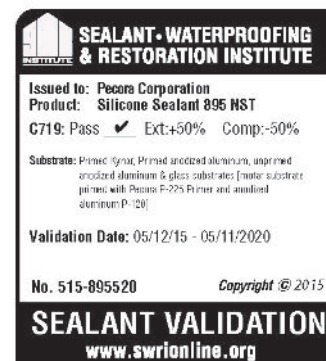 SEALANT•WATERPROOFING
& RESTORATION INSTITUTE
INSTITUTE
Issued to: Pecora Corporation
Product: Silicone Sealant 895 NST
C719: Pass ✔ Ext:+50% Comp:-50%
Substrate: Primed Kynar, Primed anodized aluminum, unprimed
anodized aluminum & glass substrates [mortar substrate
primed with Pecora P-225 Primer and anodized
aluminum P-120]
Validation Date: 05/12/15 - 05/11/2020
No. 515-895520 Copyright © 2015
SEALANT VALIDATION
www.swrionline.org